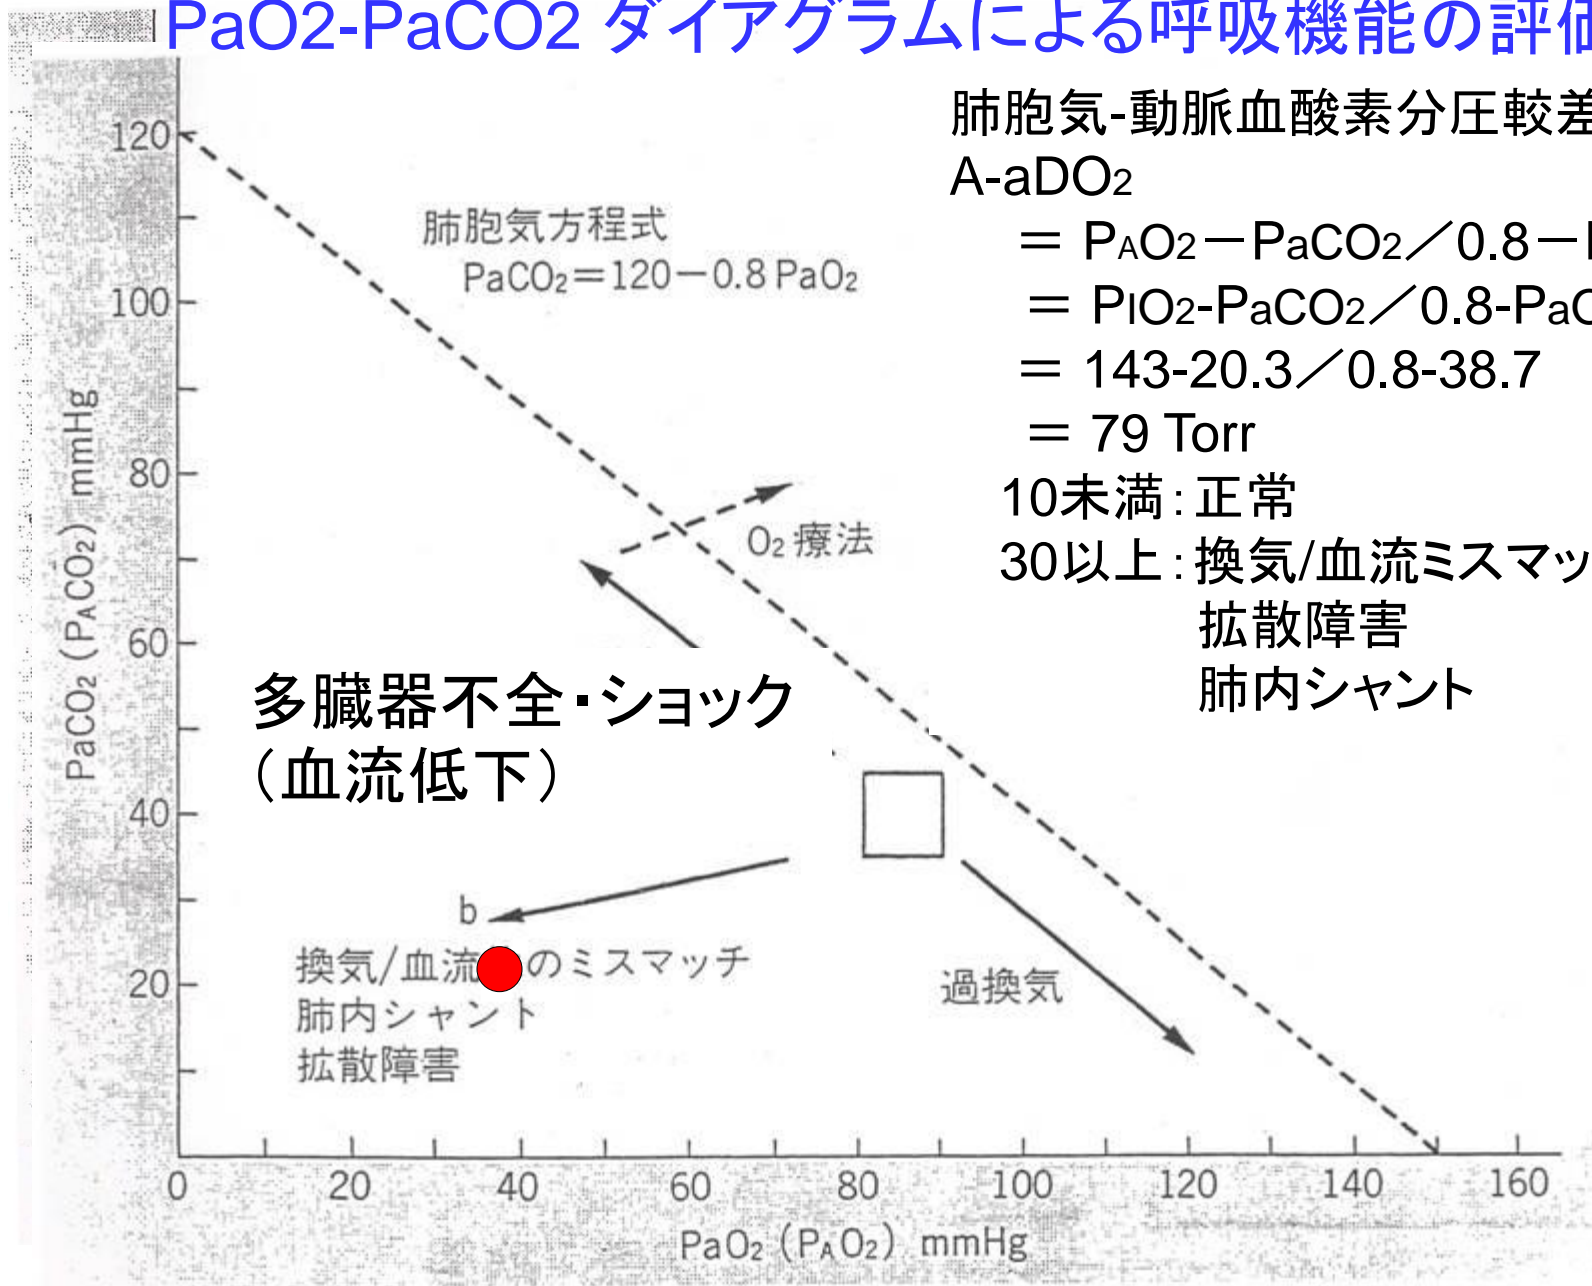 PaO2-PaCO2 ダイアグラムによる呼吸機能の評価
肺胞気-動脈血酸素分圧較差
A-aDO2
= PAO2－PaCO2／0.8－
= PIO2-PaCO2／0.8-Pa
= 143-20.3／0.8-38.7
= 79 Torr
10未満:正常
30以上:換気/血流ミスマッ
拡散障害
肺内シャント
肺胞気方程式
PaCO2=120－0.8 PaO2
O2 療法
多臓器不全・ショック
（血流低下）
b
換気/血流 のミスマッチ
肺内シャント
拡散障害
過換気
PaCO2 (PACO2) mmHg
120
100
80
60
40
20
0 20 40 60 80 100 120 140 160
PaO2 (PAO2) mmHg